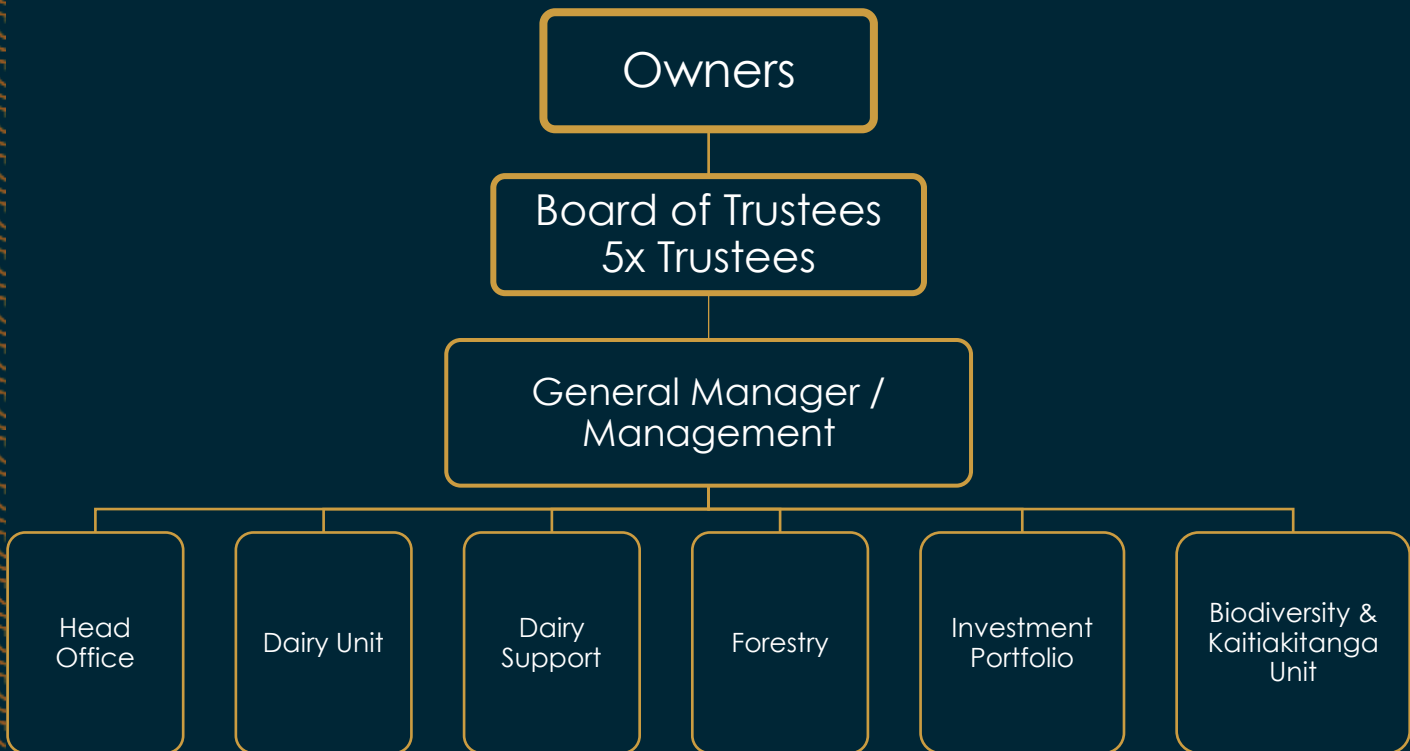 Owners
Board of Trustees
5x Trustees
General Manager /
Management
Head
Office
Dairy Unit
Dairy
Support
Forestry
Investment
Portfolio
Biodiversity &
Kaitiakitanga
Unit